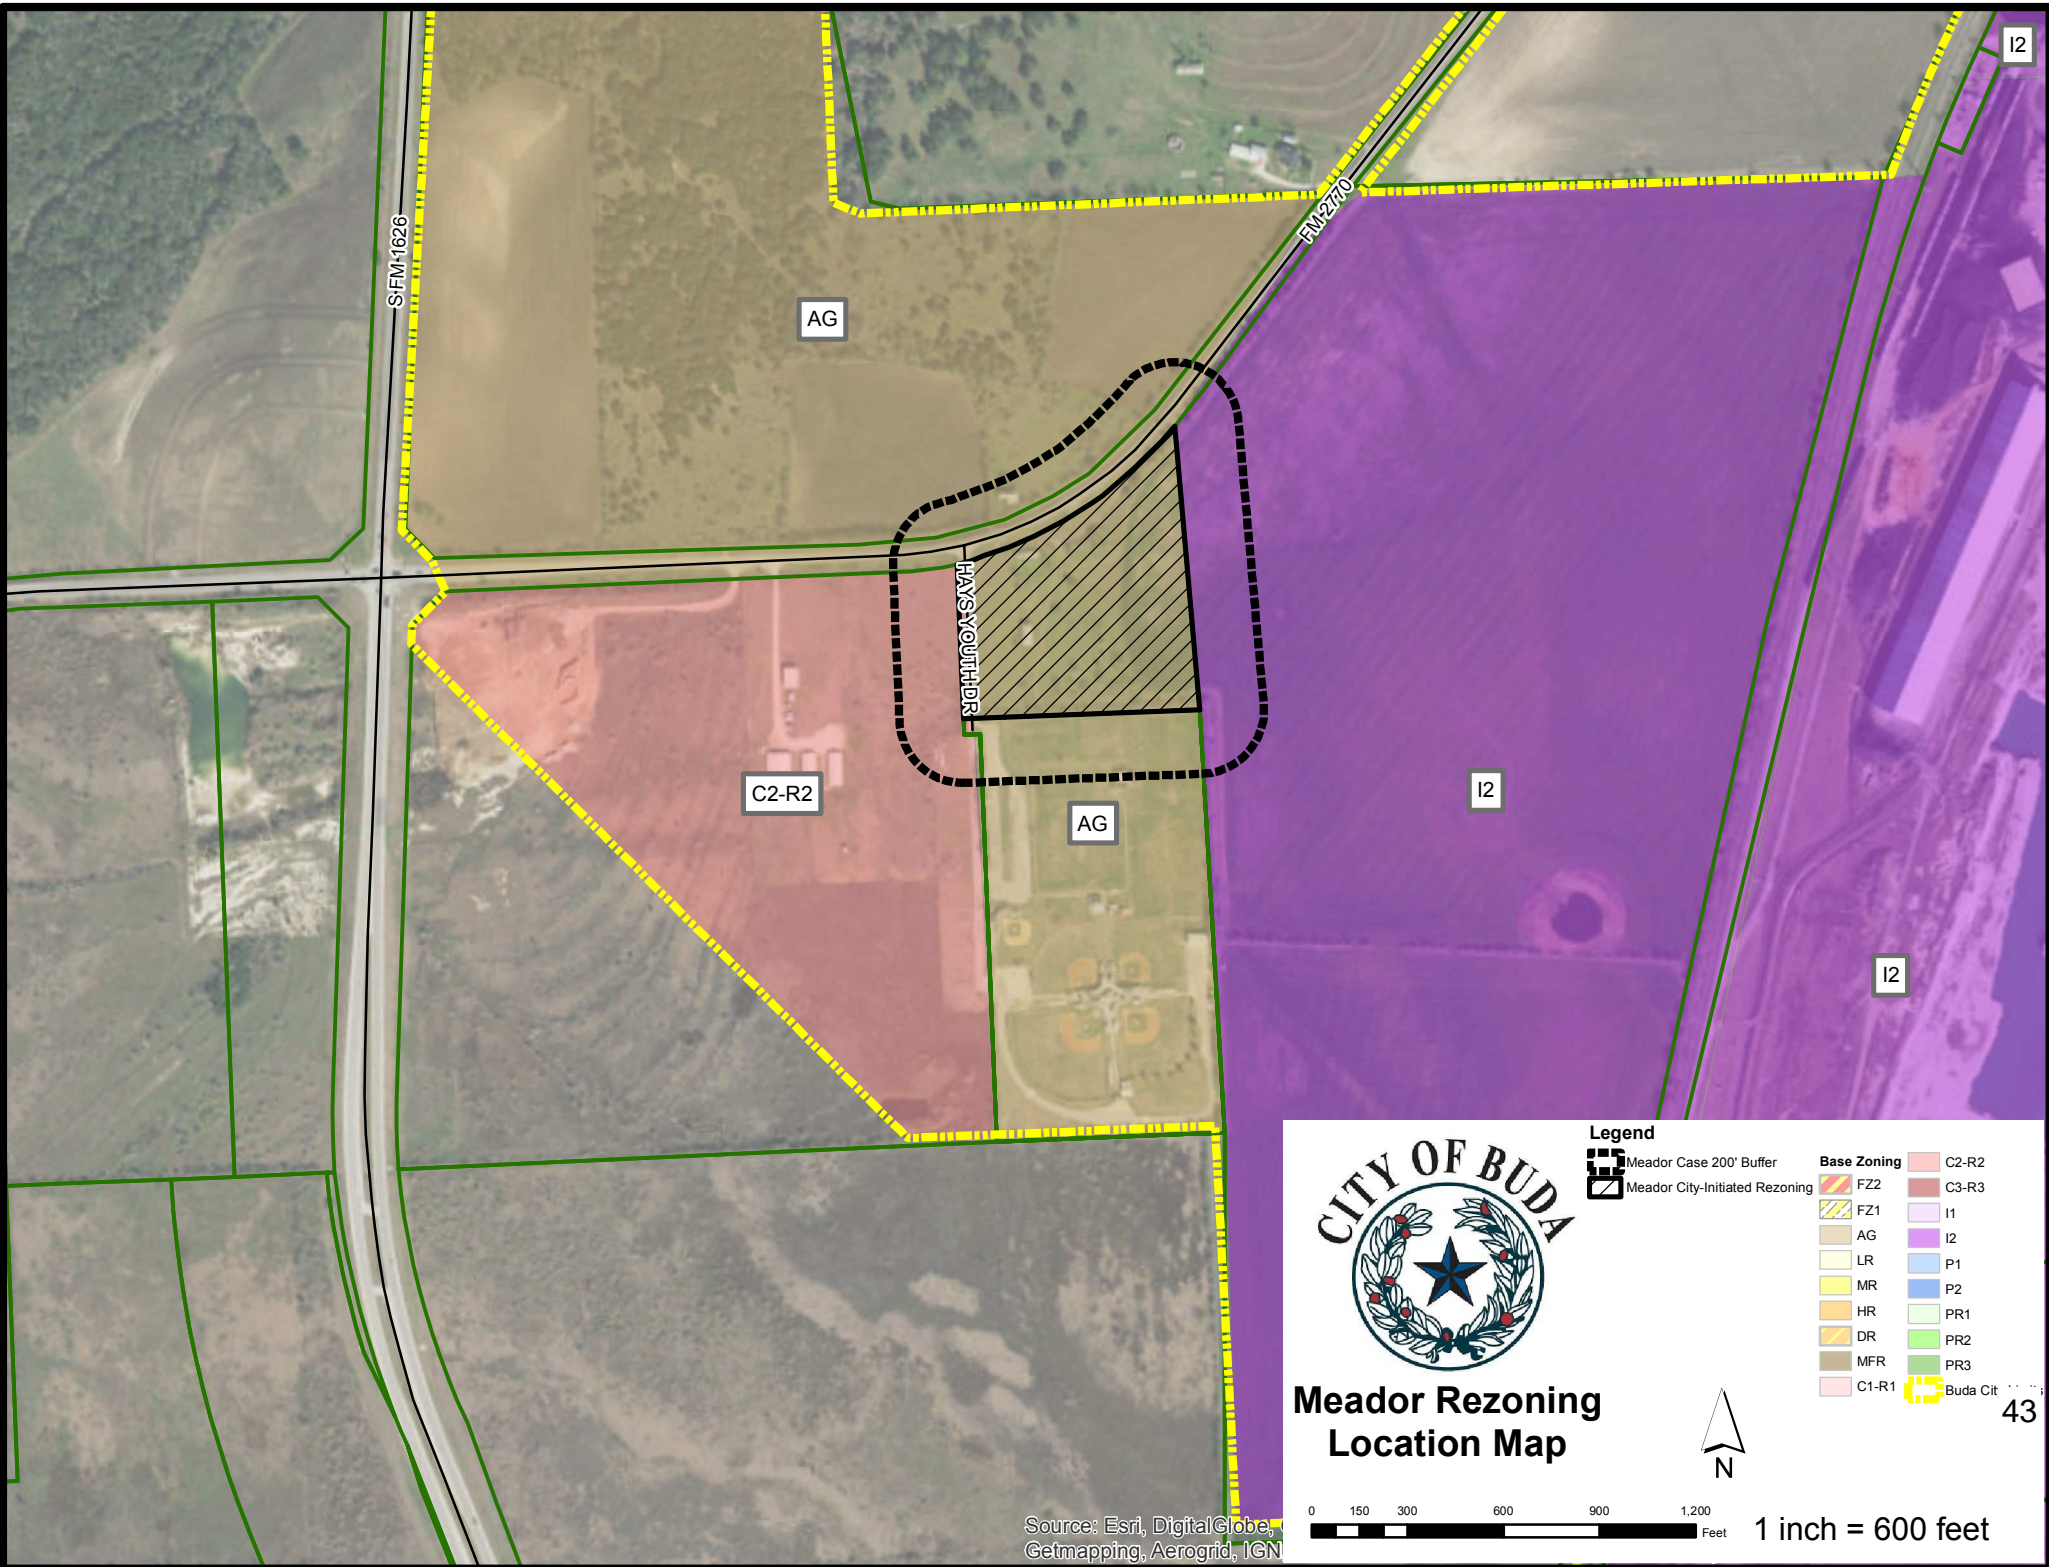 I2
S FM 1626
FM 2770
AG
HAYS YOUTH DR
C2-R2
AG
I2
I2
CITY OF BUDA
Meador Rezoning
Location Map
Legend
Meador Case 200' Buffer
Meador City-Initiated Rezoning
Base Zoning
FZ2
FZ1
AG
LR
MR
HR
DR
MFR
C1-R1
C2-R2
C3-R3
I1
I2
P1
P2
PR1
PR2
PR3
Buda City
43
N
0 150 300 600 900 1,200
Feet
1 inch = 600 feet
Source: Esri, DigitalGlobe,
Getmapping, Aerogrid, IGN